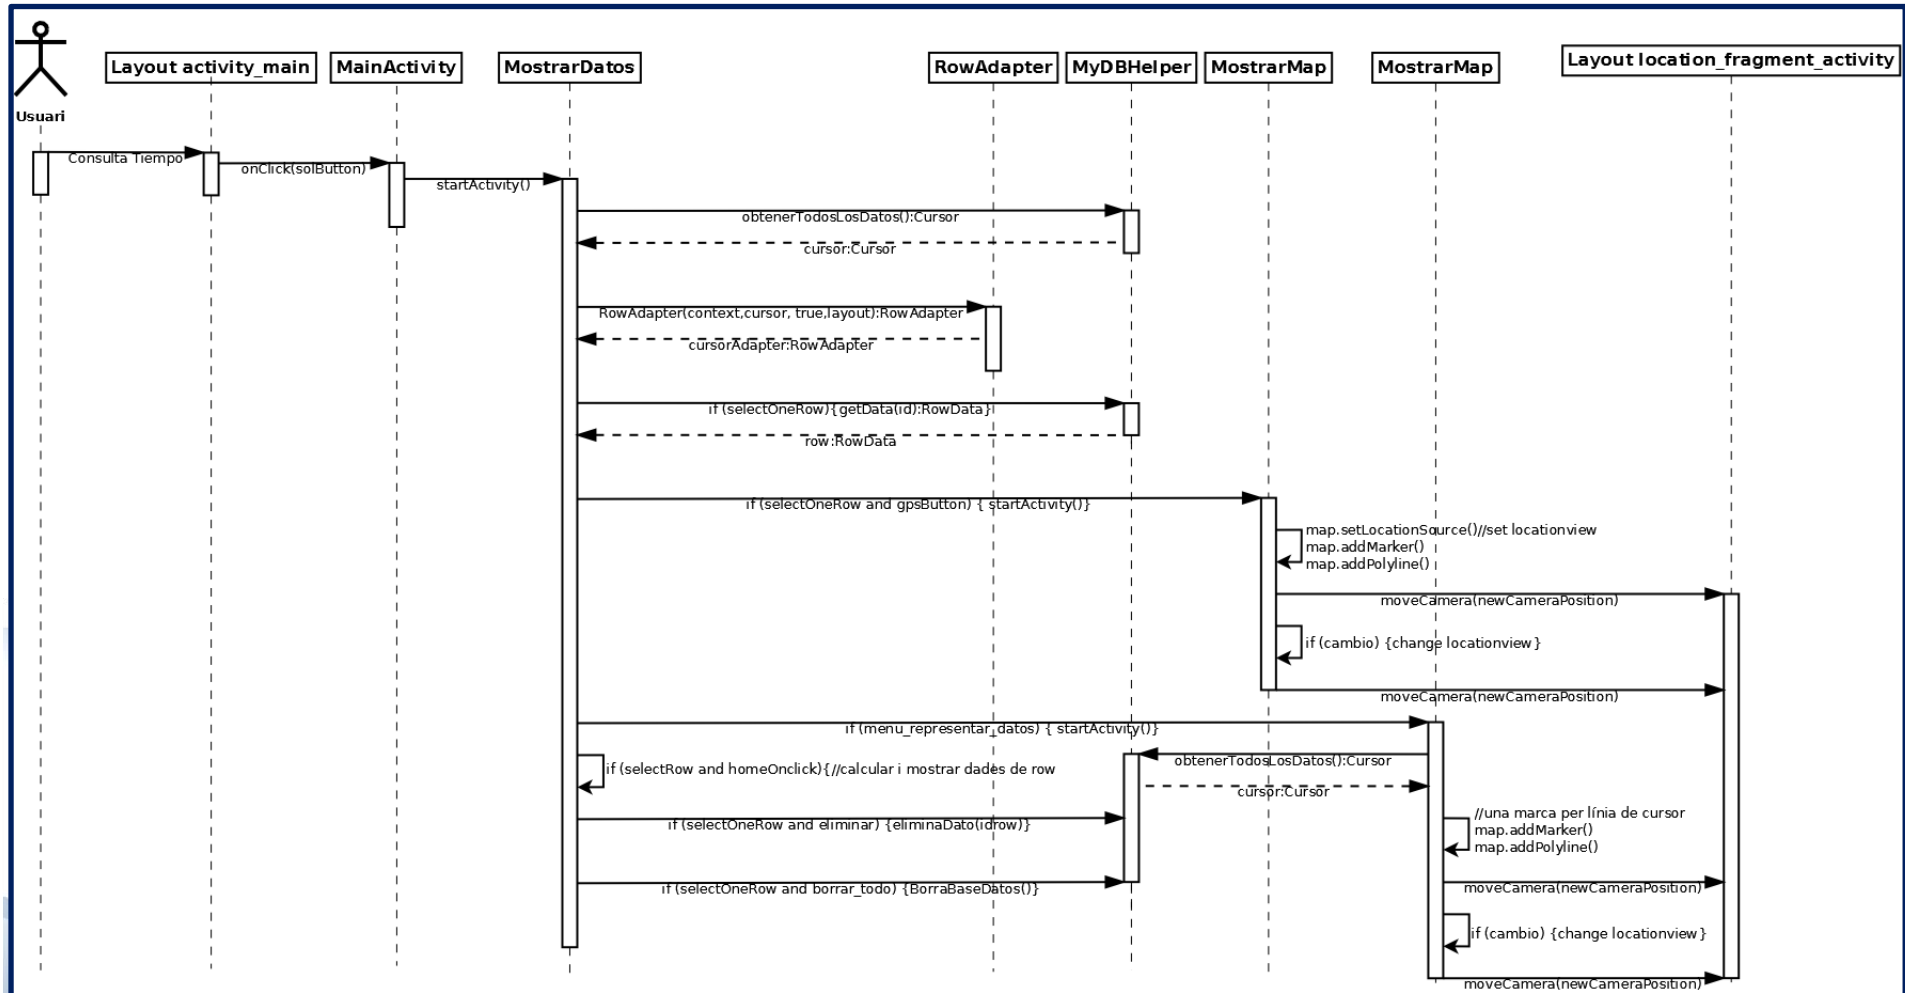 Usuari
Layout activity_main
MainActivity
MostrarDatos
RowAdapter
MyDBHelper
MostrarMap
MostrarMap
Layout location_fragment_activity
Consulta Tiempo
onClick(solButton)
startActivity()
obtenerTodosLosDatos():Cursor
cursor:Cursor
RowAdapter(context,cursor, true,layout):RowAdapter
cursorAdapter:RowAdapter
if (selectOneRow){getData(id):RowData}
row:RowData
if (selectOneRow and gpsButton) { startActivity()}
map.setLocationSource()//set locationview
map.addMarker()
map.addPolyline()
moveCamera(newCameraPosition)
if (cambio) {change locationview}
moveCamera(newCameraPosition)
if (menu_representar_datos) { startActivity()}
obtenerTodosLosDatos():Cursor
if (selectRow and homeOnclick){//calcular i mostrar dades de row
cursor:Cursor
//una marca per línia de cursor
map.addMarker()
map.addPolyline()
if (selectOneRow and eliminar) {eliminaDato(idrow)}
if (selectOneRow and borrar_todo) {BorraBaseDatos()}
moveCamera(newCameraPosition)
if (cambio) {change locationview}
moveCamera(newCameraPosition)